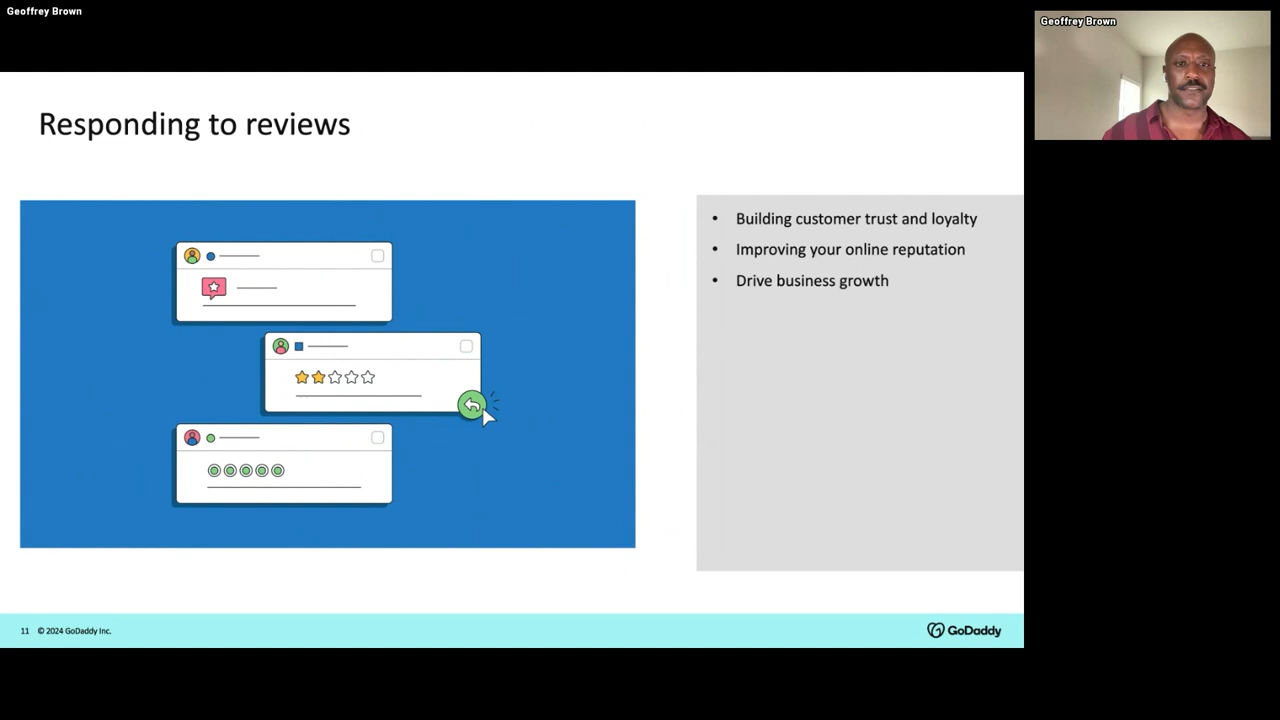 Geoffrey Brown
Geoffrey Brown
Responding to reviews
• Building customer trust and loyalty
• Improving your online reputation
• Drive business growth
11 © 2024 GoDaddy Inc.
GoDaddy